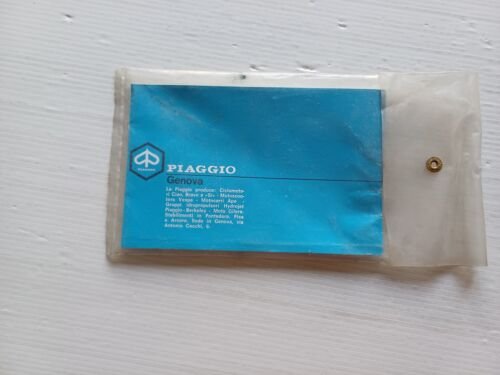 PIAGGIO
PIAGGIO
Genova
La Piaggio produce: Ciclomoto-
ri Ciao, Bravo e «Si» - Motoscoo-
ters Vespa - Motocarri Ape -
Gruppi idropropulsori Hydrojet
Piaggio-Berkeley - Moto Gilera.
Stabilimenti in Pontedera, Pisa
e Arcore. Sede in Genova, via
Antonio Cecchi, 6.